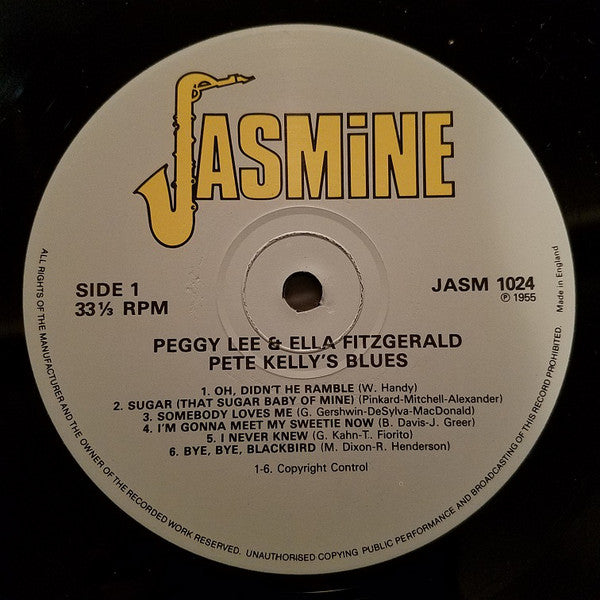 JASMiNE
SIDE 1
33 ⅓ RPM
JASM 1024
℗ 1955
Made in England
PEGGY LEE & ELLA FITZGERALD
PETE KELLY'S BLUES
1. OH, DIDN'T HE RAMBLE (W. Handy)
2. SUGAR (THAT SUGAR BABY OF MINE) (Pinkard-Mitchell-Alexander)
3. SOMEBODY LOVES ME (G. Gershwin-DeSylva-MacDonald)
4. I'M GONNA MEET MY SWEETIE NOW (B. Davis-J. Greer)
5. I NEVER KNEW (G. Kahn-T. Fiorito)
6. BYE, BYE, BLACKBIRD (M. Dixon-R. Henderson)
1-6. Copyright Control
ALL RIGHTS OF THE MANUFACTURER AND THE OWNER OF THE RECORDED WORK RESERVED. UNAUTHORISED COPYING PUBLIC PERFORMANCE AND BROADCASTING OF THIS RECORD PROHIBITED.